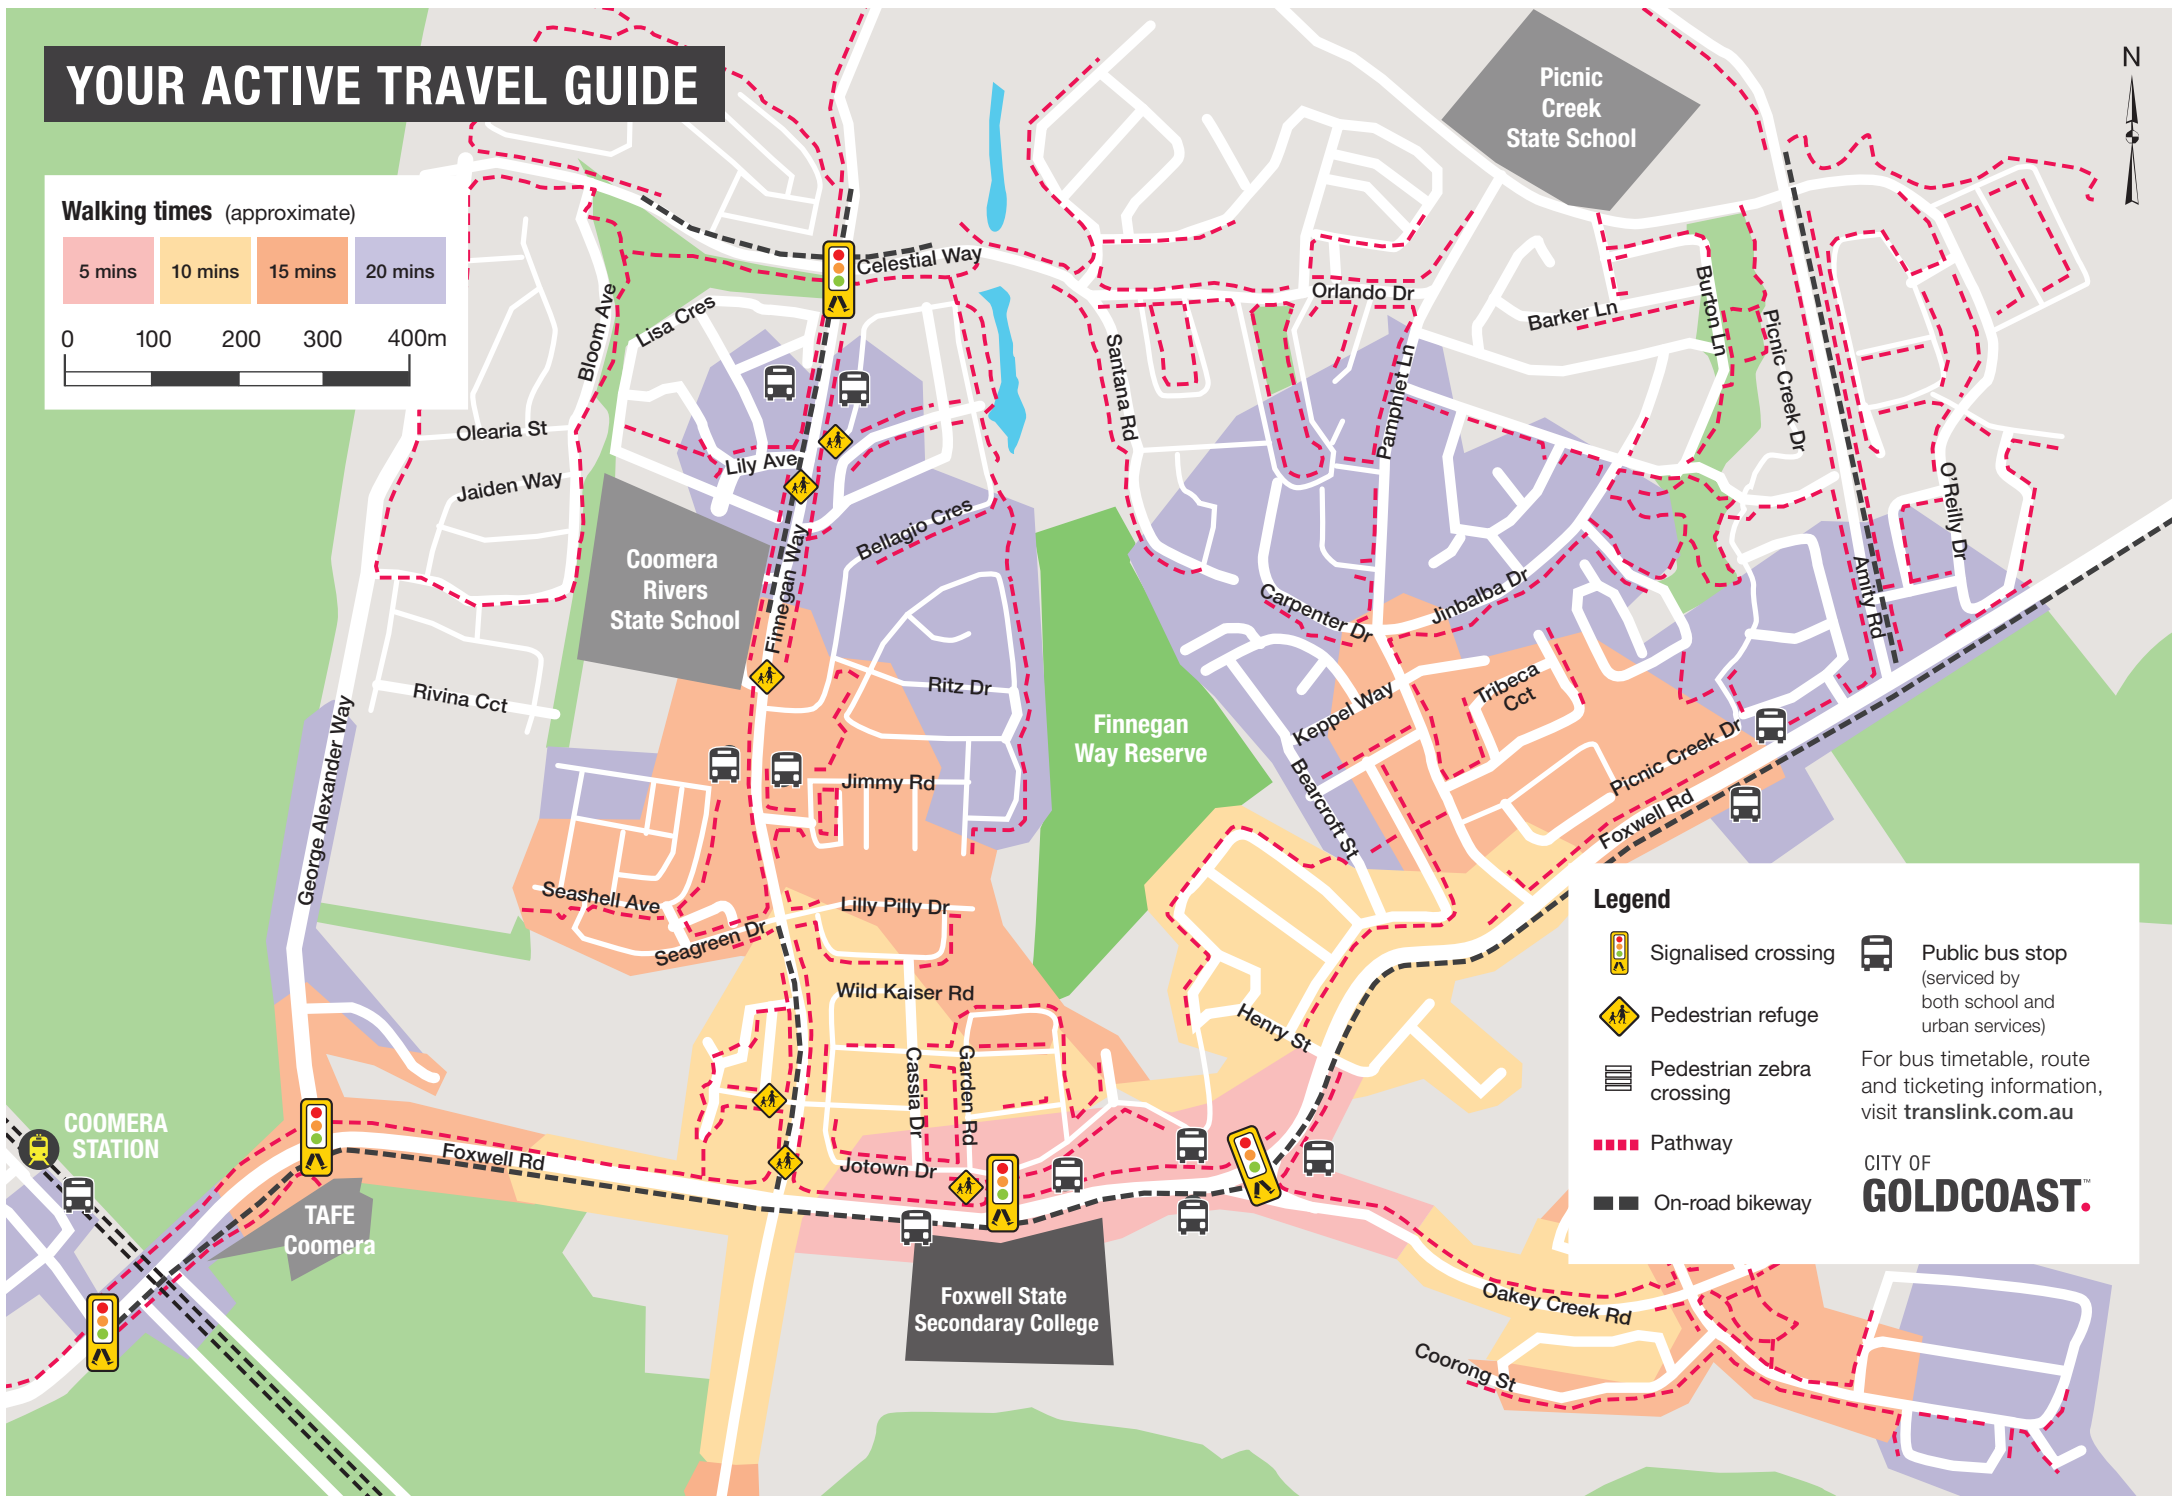 YOUR ACTIVE TRAVEL GUIDE
Walking times (approximate)
5 mins
10 mins
15 mins
20 mins
0
100
200
300
400m
N
Picnic
Creek
State School
Celestial Way
Orlando Dr
Barker Ln
Burton Ln
Picnic Creek Dr
Lisa Cres
Bloom Ave
Santana Rd
Pamphlet Ln
Olearia St
Jaiden Way
Lily Ave
Bellagio Cres
O'Reilly Dr
Amity Rd
Coomera
Rivers
State School
Finnegan Way
Carpenter Dr
Jinbalba Dr
Rivina Cct
Ritz Dr
Tribeca
Cct
Keppel Way
Finnegan
Way Reserve
George Alexander Way
Jimmy Rd
Bearcroft St
Picnic Creek Dr
Foxwell Rd
Seashell Ave
Lilly Pilly Dr
Seagreen Dr
Wild Kaiser Rd
Henry St
Cassia Dr
Garden Rd
COOMERA
STATION
Foxwell Rd
Jotown Dr
TAFE
Coomera
Foxwell State
Secondaray College
Oakey Creek Rd
Coorong St
Legend
Signalised crossing
Pedestrian refuge
Pedestrian zebra
crossing
Pathway
On-road bikeway
Public bus stop
(serviced by
both school and
urban services)
For bus timetable, route
and ticketing information,
visit translink.com.au
CITY OF
GOLDCOAST.™